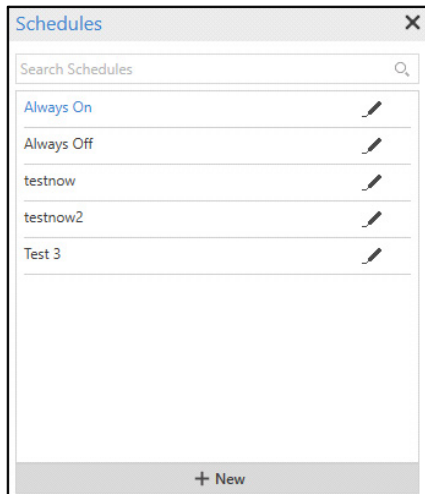 Schedules
Search Schedules
Always On
Always Off
testnow
testnow2
Test 3
+ New